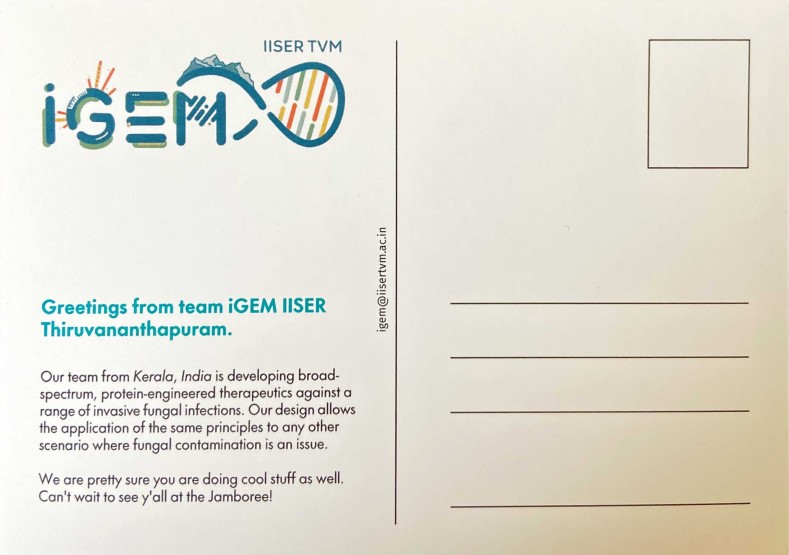 IISER TVM
iGEM
Greetings from team iGEM IISER
Thiruvananthapuram.
Our team from Kerala, India is developing broad-
spectrum, protein-engineered therapeutics against a
range of invasive fungal infections. Our design allows
the application of the same principles to any other
scenario where fungal contamination is an issue.
We are pretty sure you are doing cool stuff as well.
Can't wait to see y'all at the Jamboree!
igem@iisertvm.ac.in